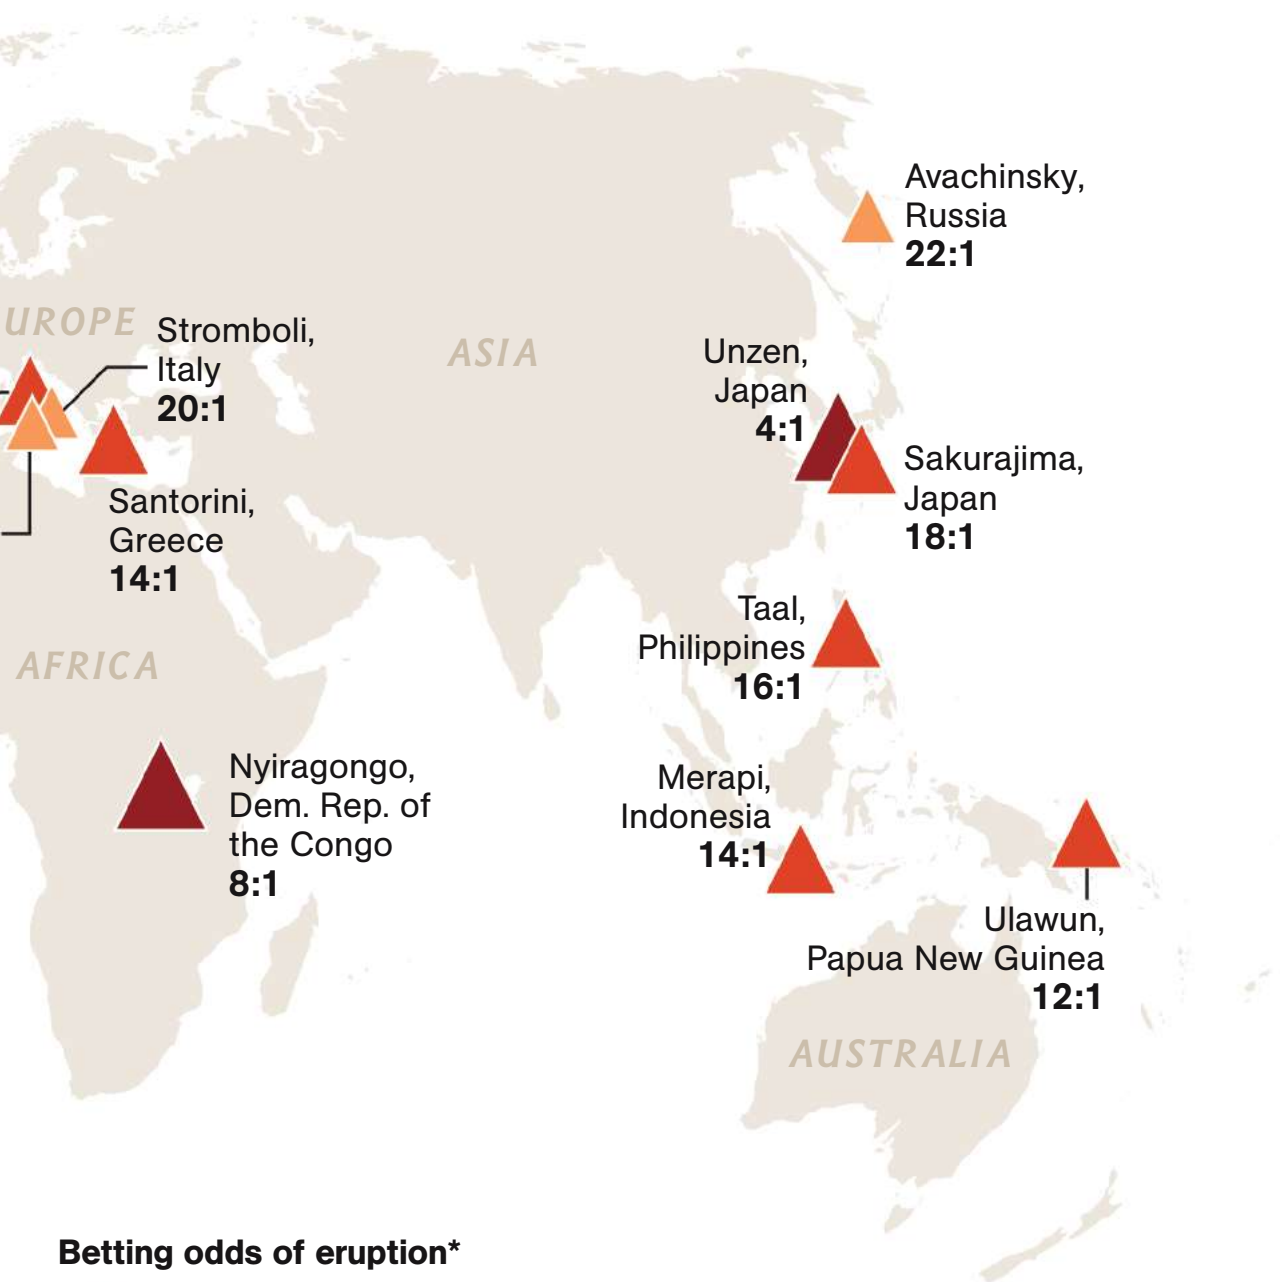 Avachinsky,
Russia
22:1
UROPE
Stromboli,
Italy
20:1
ASIA
Unzen,
Japan
4:1
Sakurajima,
Japan
18:1
Santorini,
Greece
14:1
Taal,
Philippines
16:1
AFRICA
Nyiragongo,
Dem. Rep. of
the Congo
8:1
Merapi,
Indonesia
14:1
Ulawun,
Papua New Guinea
12:1
AUSTRALIA
Betting odds of eruption*